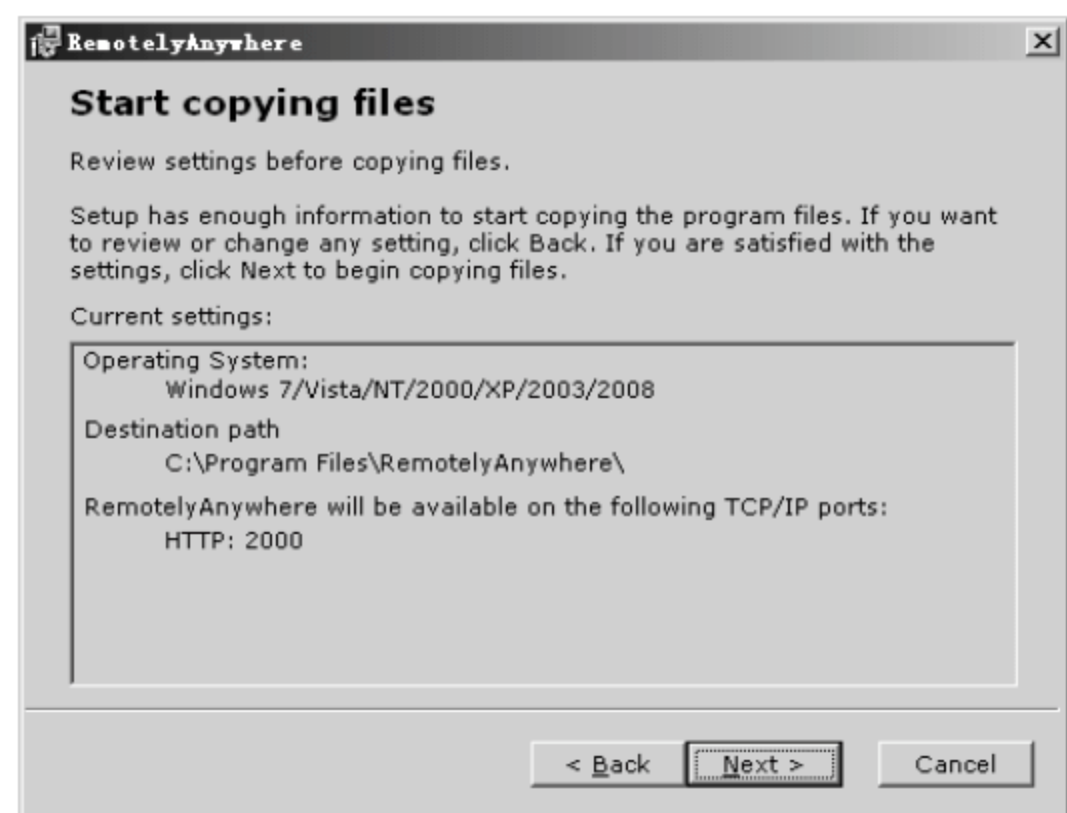 RemotelyAnywhere
Start copying files
Review settings before copying files.
Setup has enough information to start copying the program files. If you want
to review or change any setting, click Back. If you are satisfied with the
settings, click Next to begin copying files.
Current settings:
Operating System:
Windows 7/Vista/NT/2000/XP/2003/2008
Destination path
C:\Program Files\RemotelyAnywhere\
RemotelyAnywhere will be available on the following TCP/IP ports:
HTTP: 2000
< Back Next > Cancel